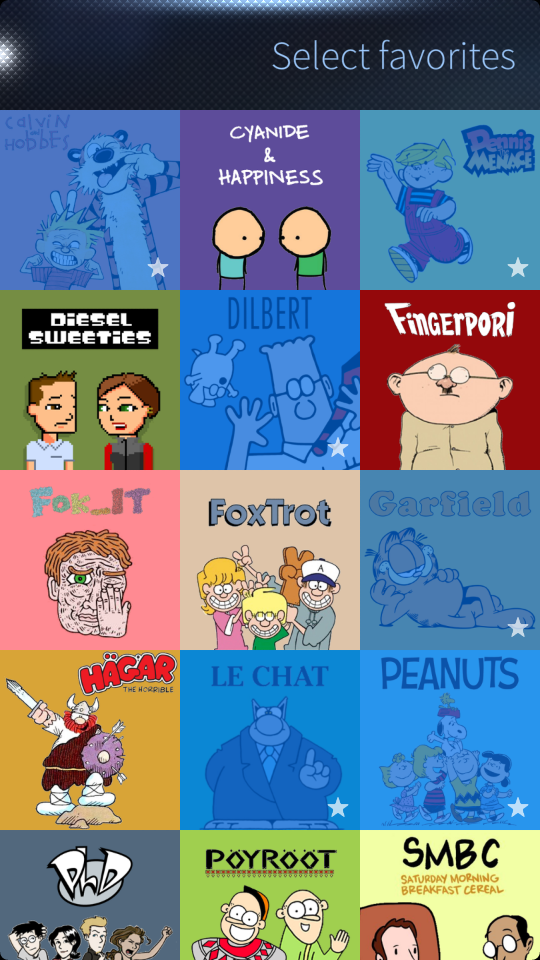 Select favorites
calvin
and
HobbEs
CYANIDE
&
HAPPINESS
Dennis
THE
MENACE
DIESEL
SWEETIES
DILBERT
FINGERPORI
Fok_IT
FoxTrot
A
Garfield
HÄGAR
THE HORRIBLE
LE CHAT
PEANUTS
PhD
PÖYRÖÖT
SMBC
SATURDAY MORNING
BREAKFAST CEREAL